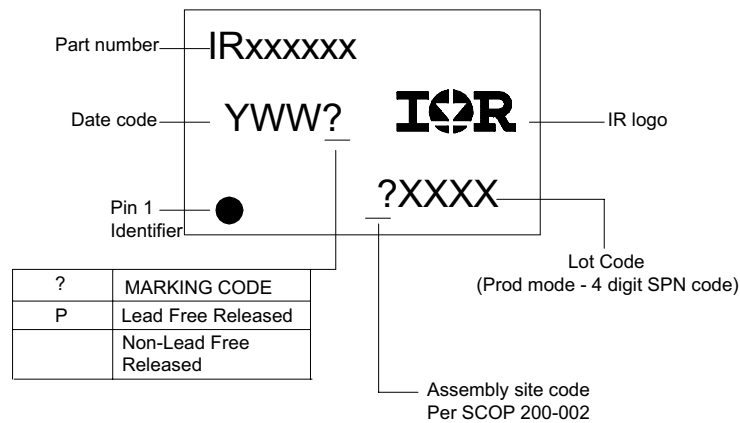 Part number
IRxxxxxx
Date code
YWW?
IOR
IR logo
?XXXX
Pin 1
Identifier
Lot Code
(Prod mode - 4 digit SPN code)
? MARKING CODE
P Lead Free Released
Non-Lead Free
Released
Assembly site code
Per SCOP 200-002